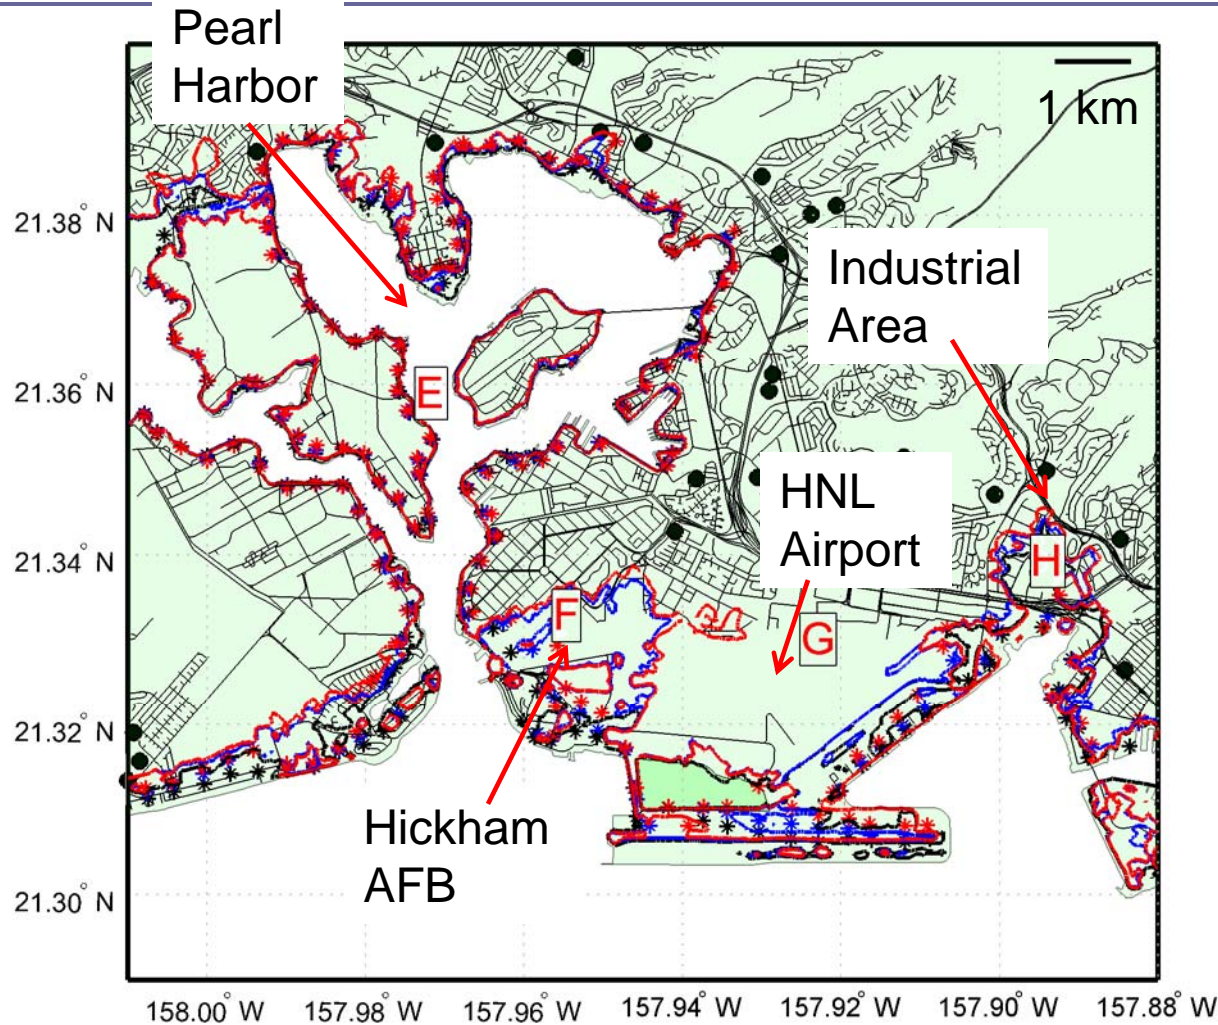 Pearl
Harbor
1 km
Industrial
Area
21.38° N
21.36° N
E
HNL
Airport
21.34° N
H
F
G
21.32° N
Hickham
AFB
21.30° N
158.00° W
157.98° W
157.96° W
157.94° W
157.92° W
157.90° W
157.88° W